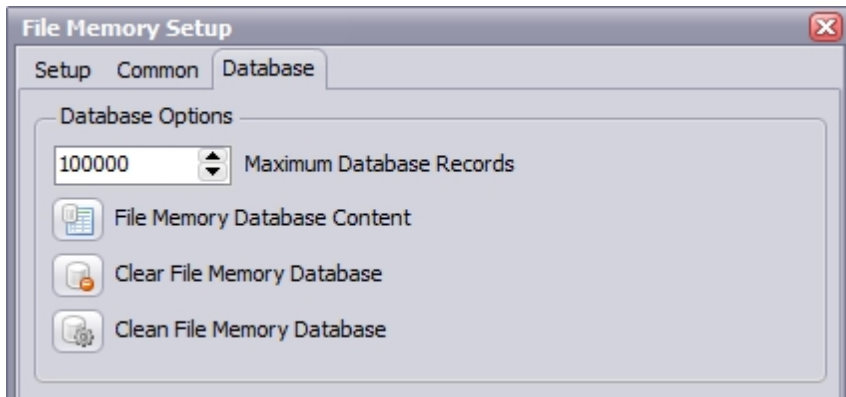 File Memory Setup
Setup Common Database
Database Options
100000 Maximum Database Records
File Memory Database Content
Clear File Memory Database
Clean File Memory Database